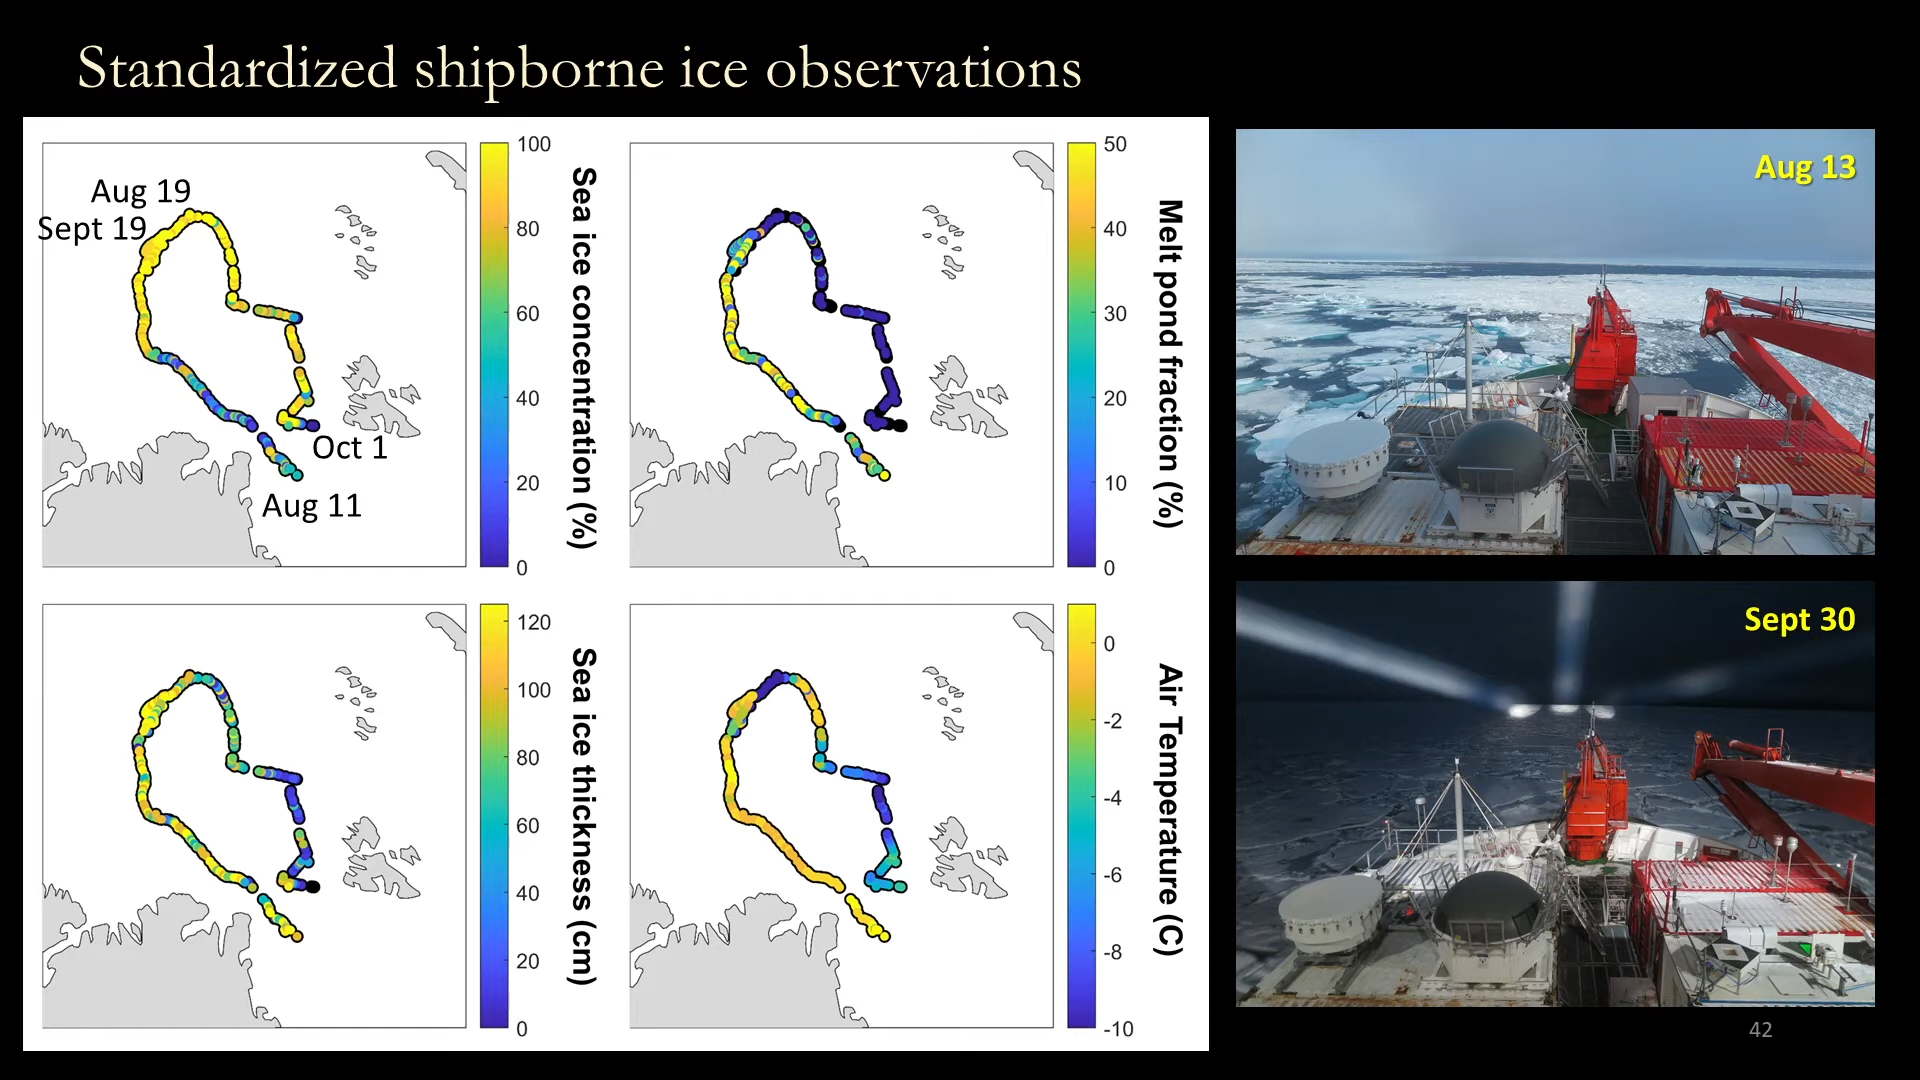 Standardized shipborne ice observations
Aug 19
Sept 19
Oct 1
Aug 11
100
80
60
40
20
0
Sea ice concentration (%)
50
40
30
20
10
0
Melt pond fraction (%)
120
100
80
60
40
20
0
Sea ice thickness (cm)
0
-2
-4
-6
-8
-10
Air Temperature (C)
Aug 13
Sept 30
42